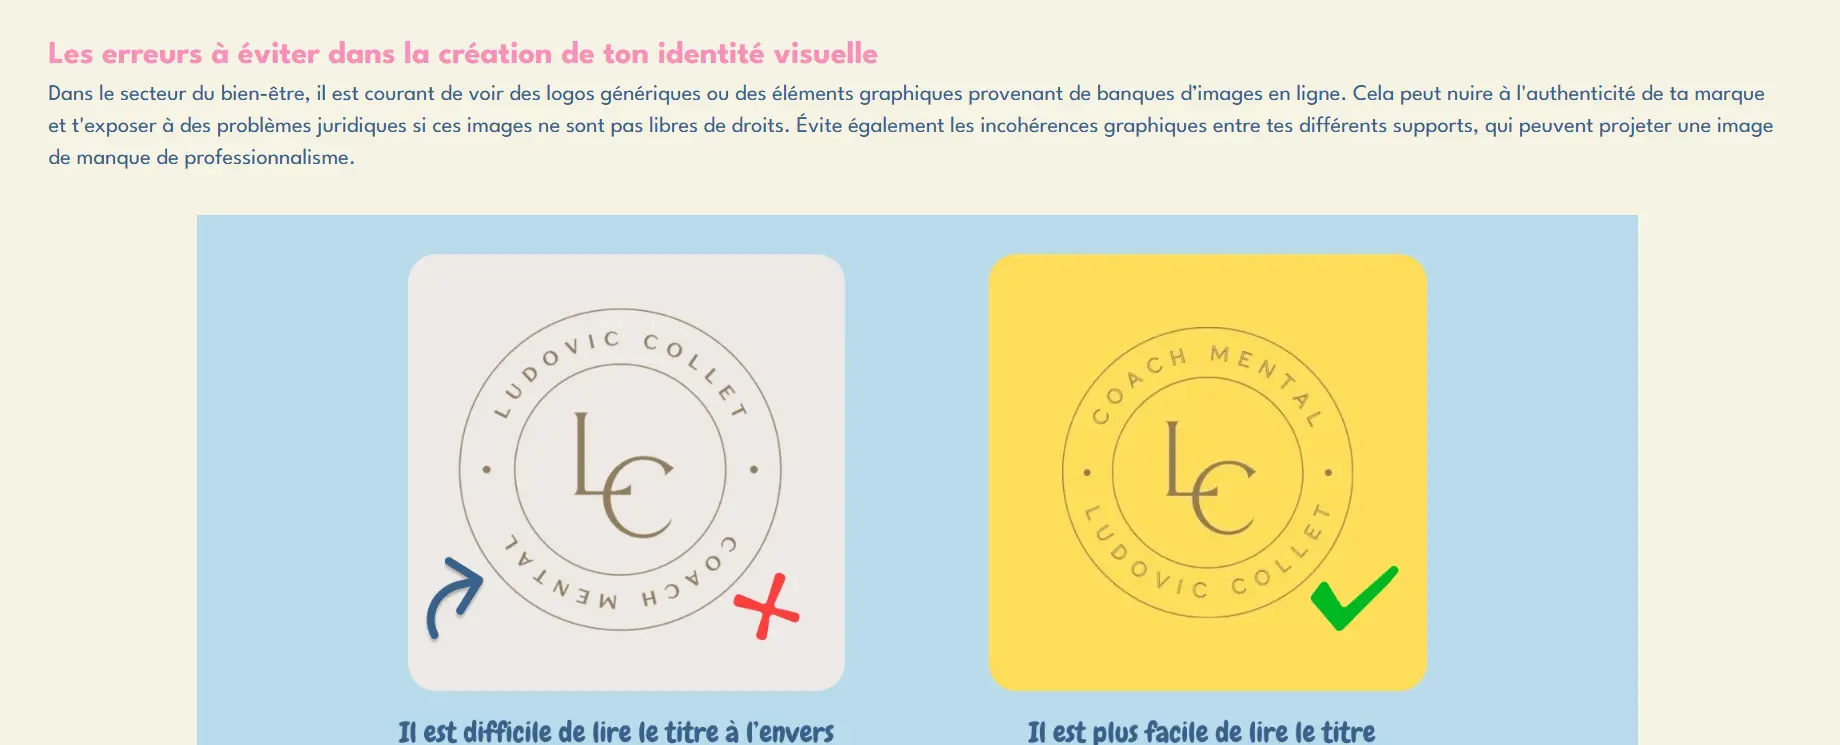 Les erreurs à éviter dans la création de ton identité visuelle
Dans le secteur du bien-être, il est courant de voir des logos génériques ou des éléments graphiques provenant de banques d’images en ligne. Cela peut nuire à l'authenticité de ta marque
et t'exposer à des problèmes juridiques si ces images ne sont pas libres de droits. Évite également les incohérences graphiques entre tes différents supports, qui peuvent projeter une image
de manque de professionnalisme.
LUDOVIC COLLET
LC
COACH MENTAL
COACH MENTAL
LC
LUDOVIC COLLET
Il est difficile de lire le titre à l’envers
Il est plus facile de lire le titre